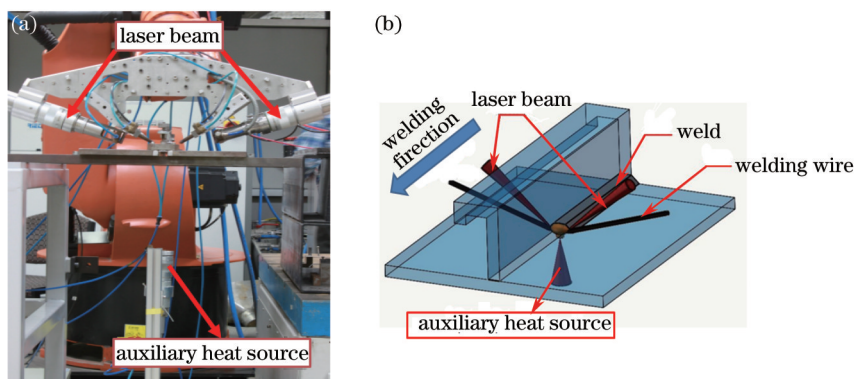 (a)
laser beam
auxiliary heat source
(b)
welding
firection
laser beam
weld
welding wire
auxiliary heat source